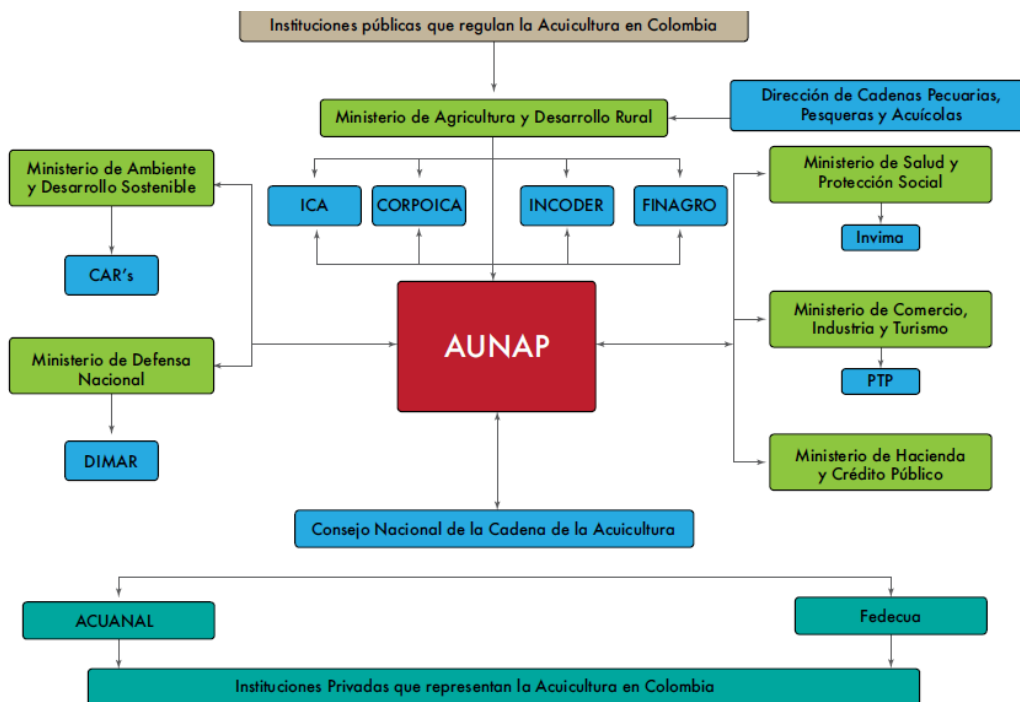 Instituciones públicas que regulan la Acuicultura en Colombia
Ministerio de Agricultura y Desarrollo Rural
Dirección de Cadenas Pecuarias,
Pesqueras y Acuícolas
Ministerio de Ambiente
y Desarrollo Sostenible
ICA
CORPOICA
INCODER
FINAGRO
Ministerio de Salud y
Protección Social
Invima
CAR's
AUNAP
Ministerio de Comercio,
Industria y Turismo
PTP
Ministerio de Defensa
Nacional
DIMAR
Ministerio de Hacienda
y Crédito Público
Consejo Nacional de la Cadena de la Acuicultura
ACUANAL
Fedecua
Instituciones Privadas que representan la Acuicultura en Colombia